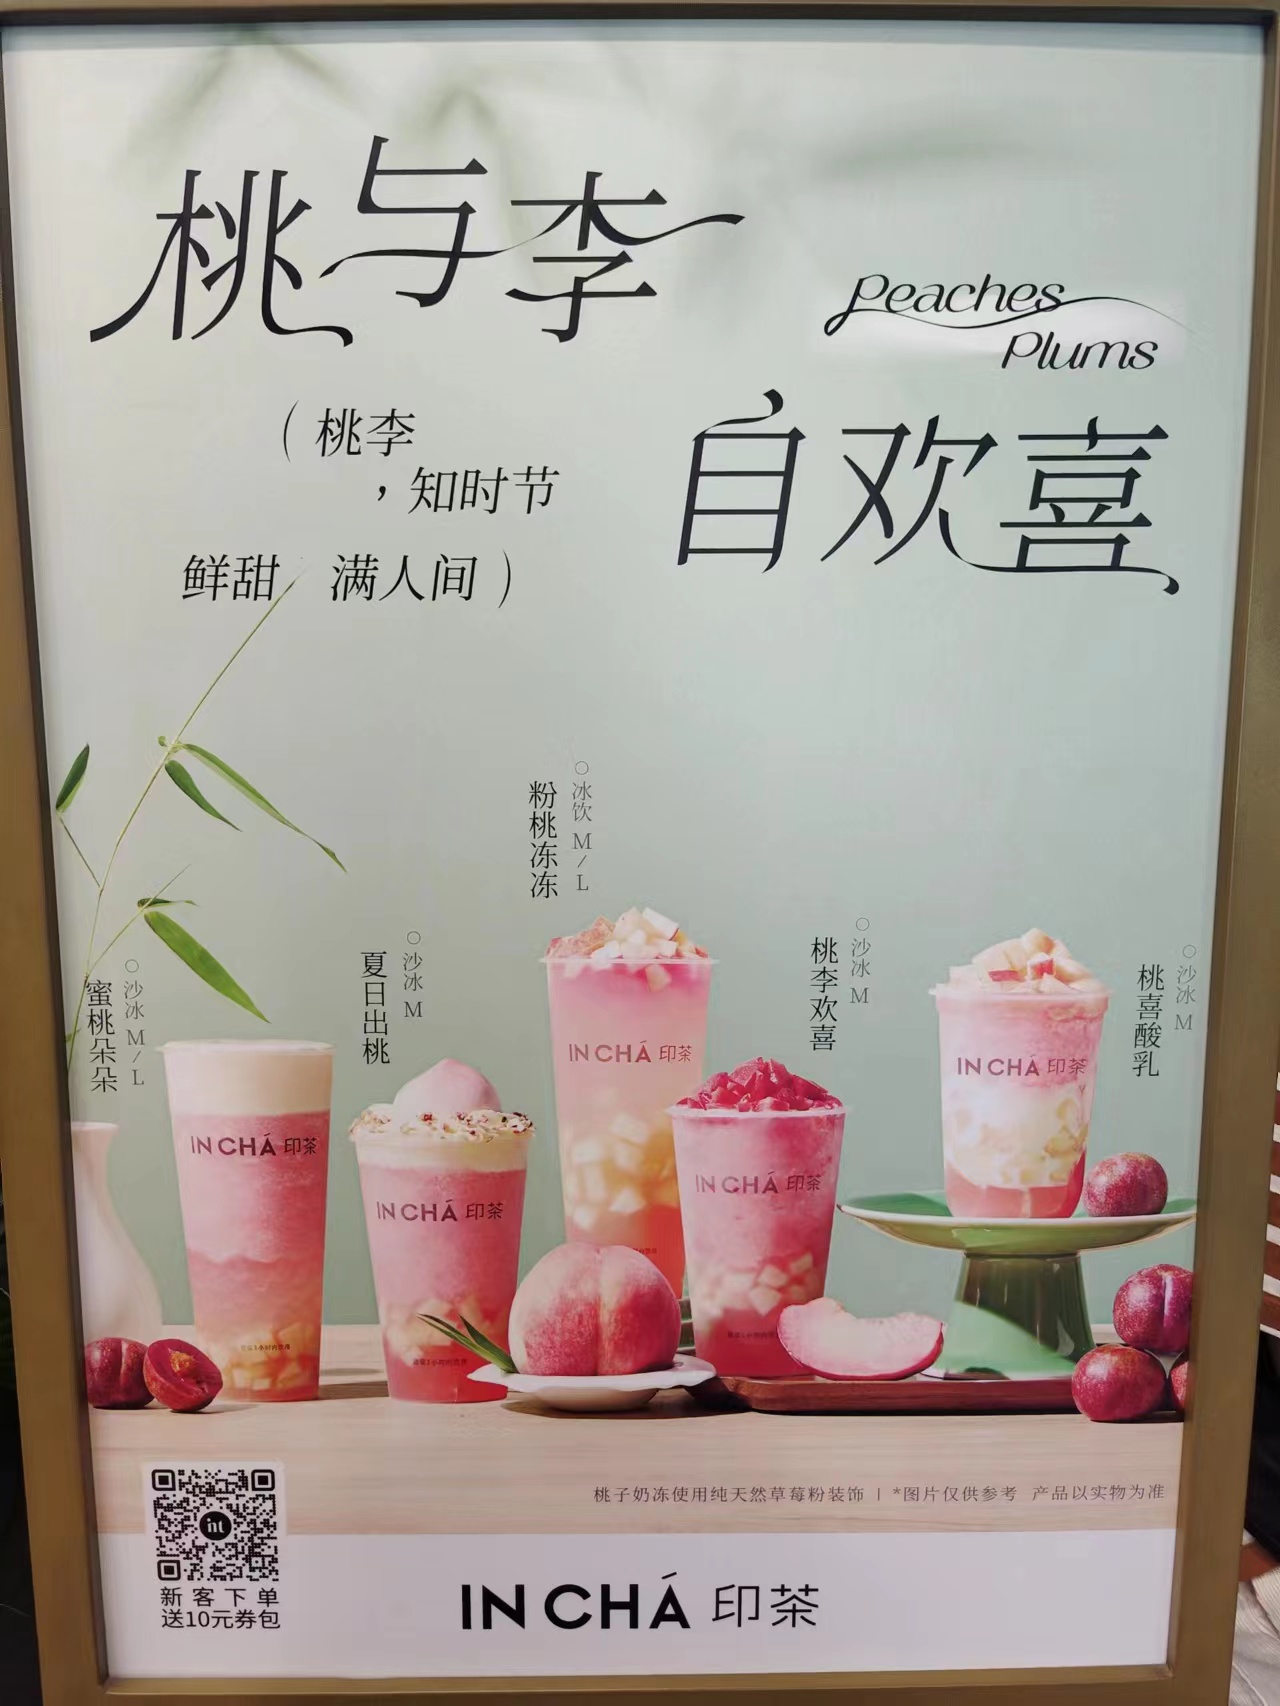 桃与李
Peaches
Plums
自欢喜
（桃李
，知时节
鲜甜 满人间）
粉桃冻冻
○冰饮 M/L
夏日出桃
○沙冰 M
桃李欢喜
○沙冰 M
桃喜酸乳
○沙冰 M
蜜桃朵朵
○沙冰 M/L
IN CHÁ 印茶
IN CHÁ 印茶
IN CHÁ 印茶
IN CHÁ 印茶
IN CHÁ 印茶
桃子奶冻使用纯天然草莓粉装饰 | *图片仅供参考 产品以实物为准
新客下单
送10元券包
IN CHÁ 印茶